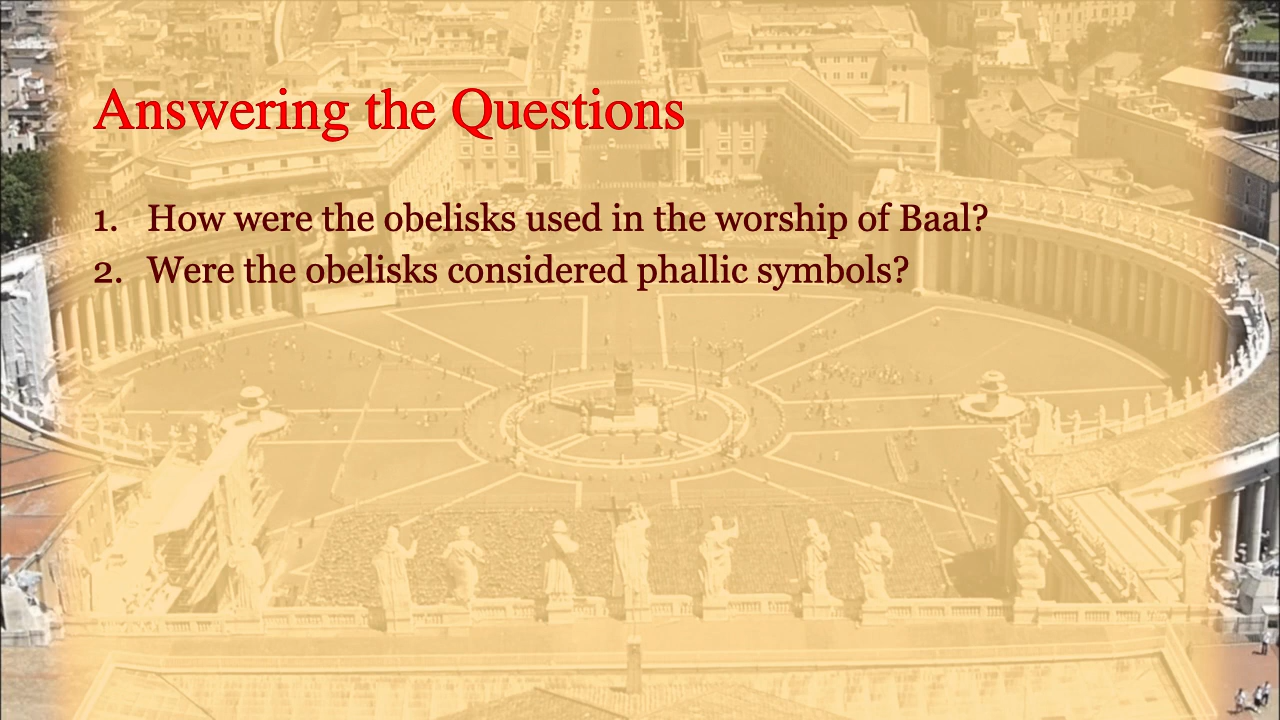 Answering the Questions
1. How were the obelisks used in the worship of Baal?
2. Were the obelisks considered phallic symbols?